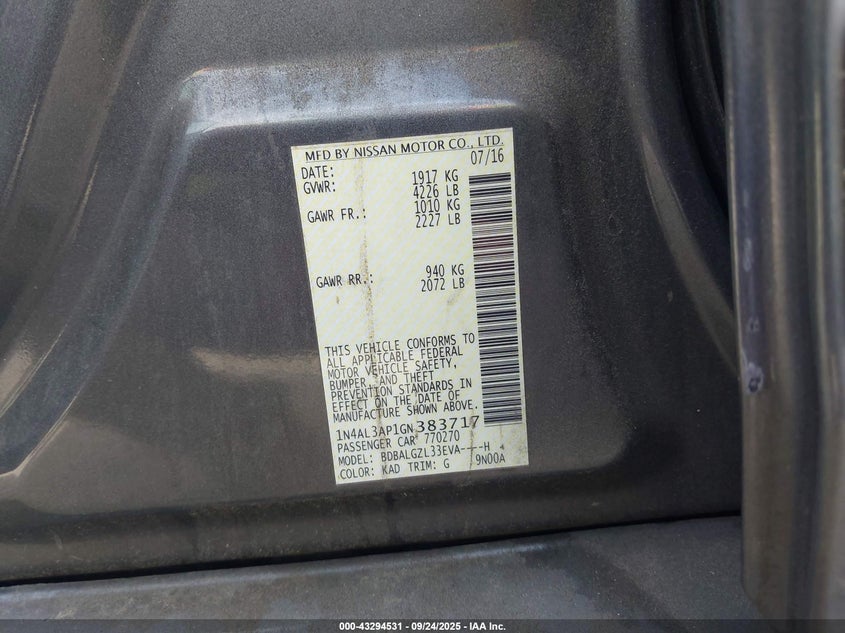 MFD BY NISSAN MOTOR CO., LTD.
DATE: 07/16
GVWR: 1917 KG
4226 LB
GAWR FR.: 1010 KG
2227 LB
GAWR RR.: 940 KG
2072 LB
THIS VEHICLE CONFORMS TO
ALL APPLICABLE FEDERAL
MOTOR VEHICLE SAFETY,
BUMPER, AND THEFT
PREVENTION STANDARDS IN
EFFECT ON THE DATE OF
MANUFACTURE SHOWN ABOVE.
1N4AL3AP1GN383717
PASSENGER CAR 770270
MODEL: BDBALGZL33EVA----H 4
COLOR: KAD TRIM: G 9N00A
000-43294531 - 09/24/2025 - IAA Inc.